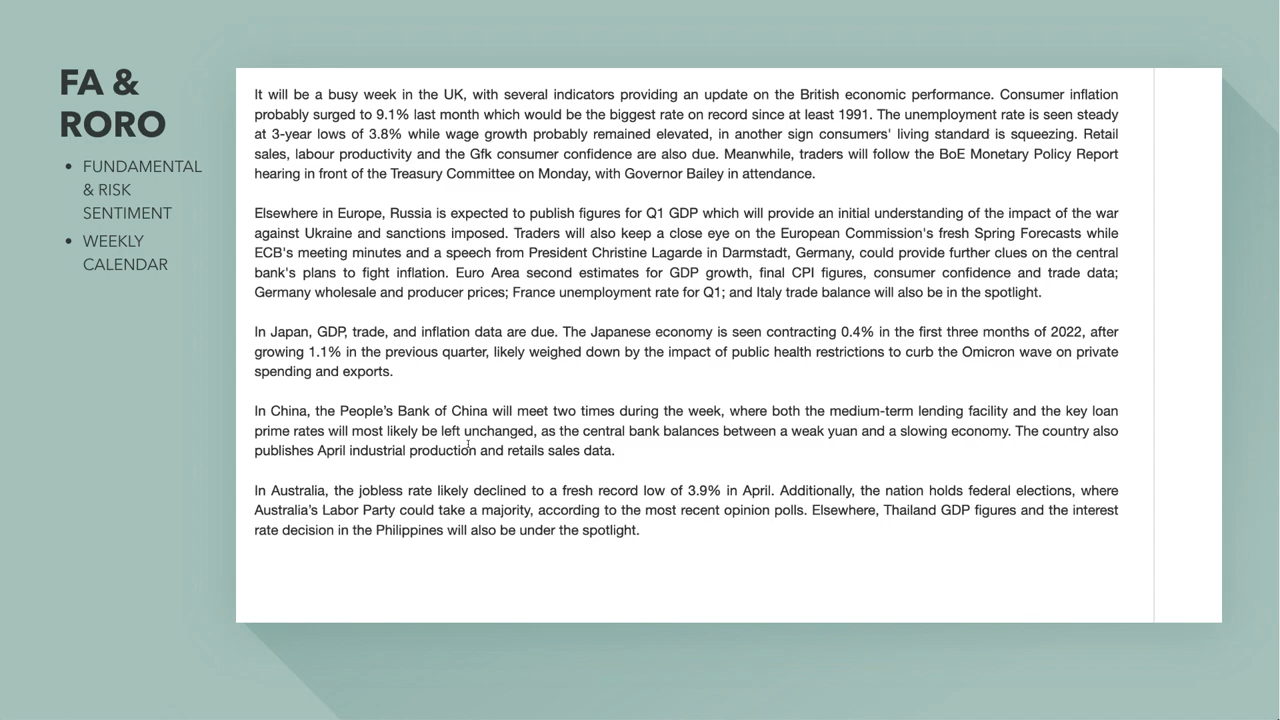 FA &
RORO
• FUNDAMENTAL
& RISK
SENTIMENT
• WEEKLY
CALENDAR
It will be a busy week in the UK, with several indicators providing an update on the British economic performance. Consumer inflation
probably surged to 9.1% last month which would be the biggest rate on record since at least 1991. The unemployment rate is seen steady
at 3-year lows of 3.8% while wage growth probably remained elevated, in another sign consumers' living standard is squeezing. Retail
sales, labour productivity and the Gfk consumer confidence are also due. Meanwhile, traders will follow the BoE Monetary Policy Report
hearing in front of the Treasury Committee on Monday, with Governor Bailey in attendance.
Elsewhere in Europe, Russia is expected to publish figures for Q1 GDP which will provide an initial understanding of the impact of the war
against Ukraine and sanctions imposed. Traders will also keep a close eye on the European Commission's fresh Spring Forecasts while
ECB's meeting minutes and a speech from President Christine Lagarde in Darmstadt, Germany, could provide further clues on the central
bank's plans to fight inflation. Euro Area second estimates for GDP growth, final CPI figures, consumer confidence and trade data;
Germany wholesale and producer prices; France unemployment rate for Q1; and Italy trade balance will also be in the spotlight.
In Japan, GDP, trade, and inflation data are due. The Japanese economy is seen contracting 0.4% in the first three months of 2022, after
growing 1.1% in the previous quarter, likely weighed down by the impact of public health restrictions to curb the Omicron wave on private
spending and exports.
In China, the People’s Bank of China will meet two times during the week, where both the medium-term lending facility and the key loan
prime rates will most likely be left unchanged, as the central bank balances between a weak yuan and a slowing economy. The country also
publishes April industrial production and retails sales data.
In Australia, the jobless rate likely declined to a fresh record low of 3.9% in April. Additionally, the nation holds federal elections, where
Australia’s Labor Party could take a majority, according to the most recent opinion polls. Elsewhere, Thailand GDP figures and the interest
rate decision in the Philippines will also be under the spotlight.